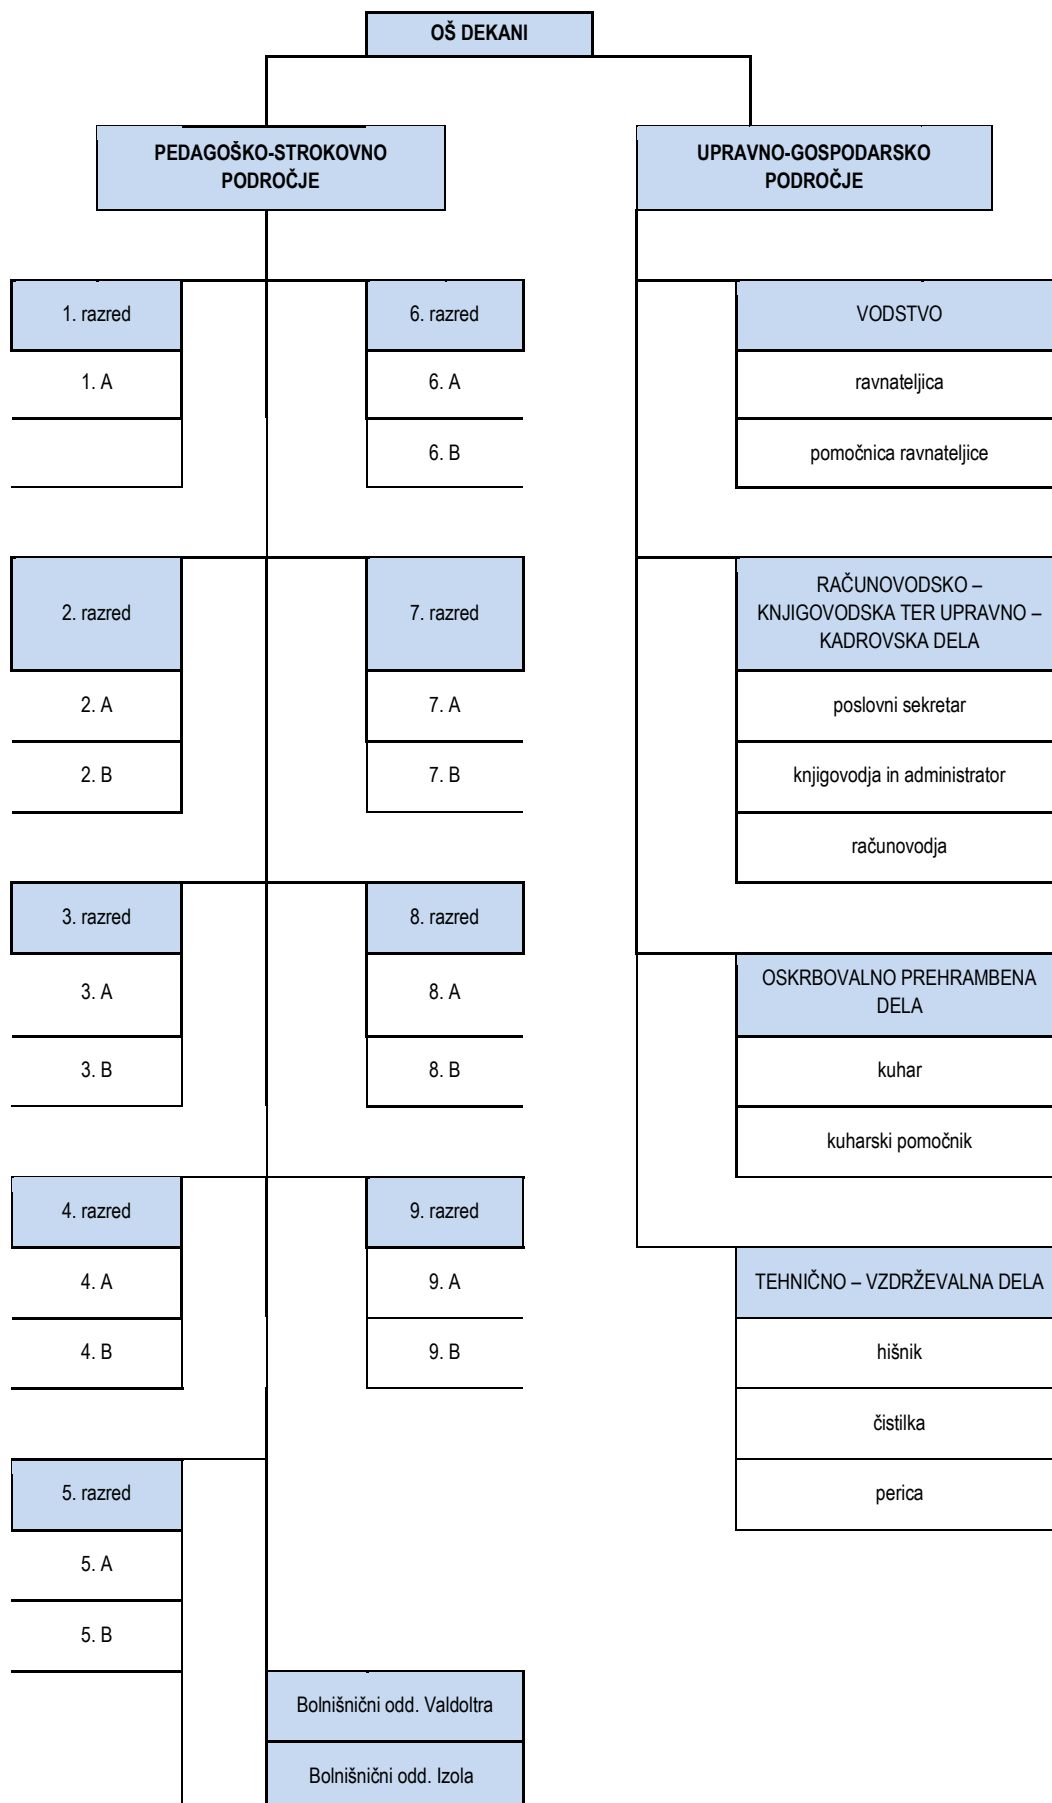 OŠ DEKANI
PEDAGOŠKO-STROKOVNO
PODROČJE
UPRAVNO-GOSPODARSKO
PODROČJE
1. razred
6. razred
VODSTVO
1. A
6. A
ravnateljica
6. B
pomočnica ravnateljice
2. razred
7. razred
RAČUNOVODSKO –
KNJIGOVODSKA TER UPRAVNO –
KADROVSKA DELA
2. A
7. A
poslovni sekretar
2. B
7. B
knjigovodja in administrator
računovodja
3. razred
8. razred
3. A
8. A
OSKRBOVALNO PREHRAMBENA
DELA
3. B
8. B
kuhar
kuharski pomočnik
4. razred
9. razred
4. A
9. A
TEHNIČNO – VZDRŽEVALNA DELA
4. B
9. B
hišnik
čistilka
5. razred
perica
5. A
5. B
Bolnišnični odd. Valdoltra
Bolnišnični odd. Izola